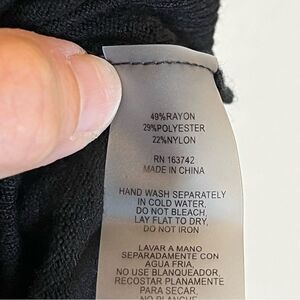 49%RAYON
29%POLYESTER
22%NYLON
RN 163742
MADE IN CHINA
HAND WASH SEPARATELY
IN COLD WATER,
DO NOT BLEACH,
LAY FLAT TO DRY,
DO NOT IRON
LAVAR A MANO
SEPARADAMENTE CON
AGUA FRIA,
NO USE BLANQUEADOR,
RECOSTAR PLANAMENTE
PARA SECAR,
NO PLANCHAR